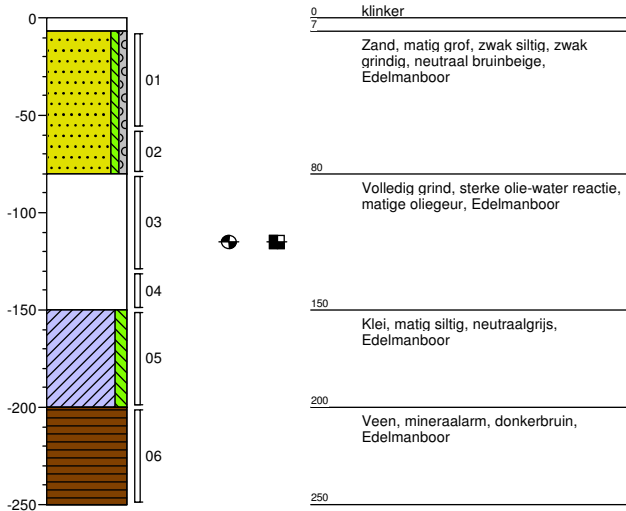 0
-50
-100
-150
-200
-250
01
02
03
04
05
06
0
klinker
7
Zand, matig grof, zwak siltig, zwak
grindig, neutraal bruinbeige,
Edelmanboor
80
Volledig grind, sterke olie-water reactie,
matige oliegeur, Edelmanboor
150
Klei, matig siltig, neutraalgrijs,
Edelmanboor
200
Veen, mineraalarm, donkerbruin,
Edelmanboor
250